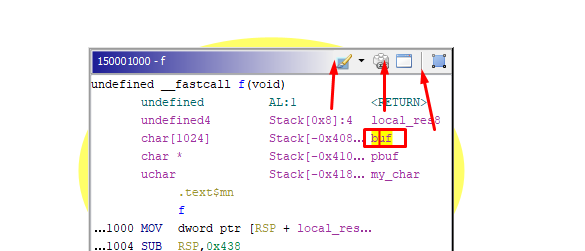 150001000 - f
undefined __fastcall f(void)
undefined AL:1 <RETURN>
undefined4 Stack[0x8]:4 local_res8
char[1024] Stack[-0x408... buf
char * Stack[-0x410... pbuf
uchar Stack[-0x418... my_char
.text$mn
f
...1000 MOV dword ptr [RSP + local_res...
...1004 SUB RSP,0x438